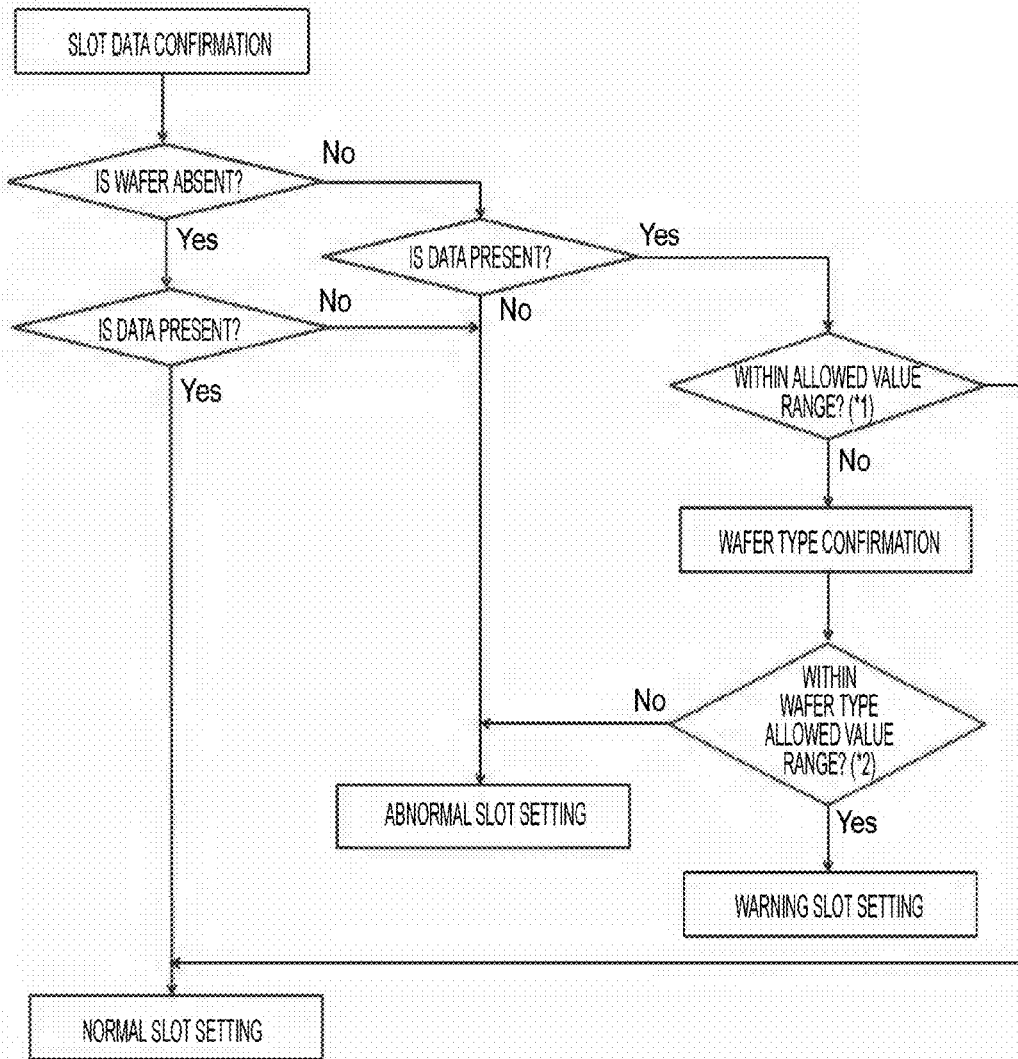 SLOT DATA CONFIRMATION
IS WAFER ABSENT?
No
Yes
IS DATA PRESENT?
Yes
No
IS DATA PRESENT?
No
Yes
WITHIN ALLOWED VALUE
RANGE? (*1)
No
WAFER TYPE CONFIRMATION
WITHIN
WAFER TYPE
ALLOWED VALUE
RANGE? (*2)
No
Yes
ABNORMAL SLOT SETTING
WARNING SLOT SETTING
NORMAL SLOT SETTING